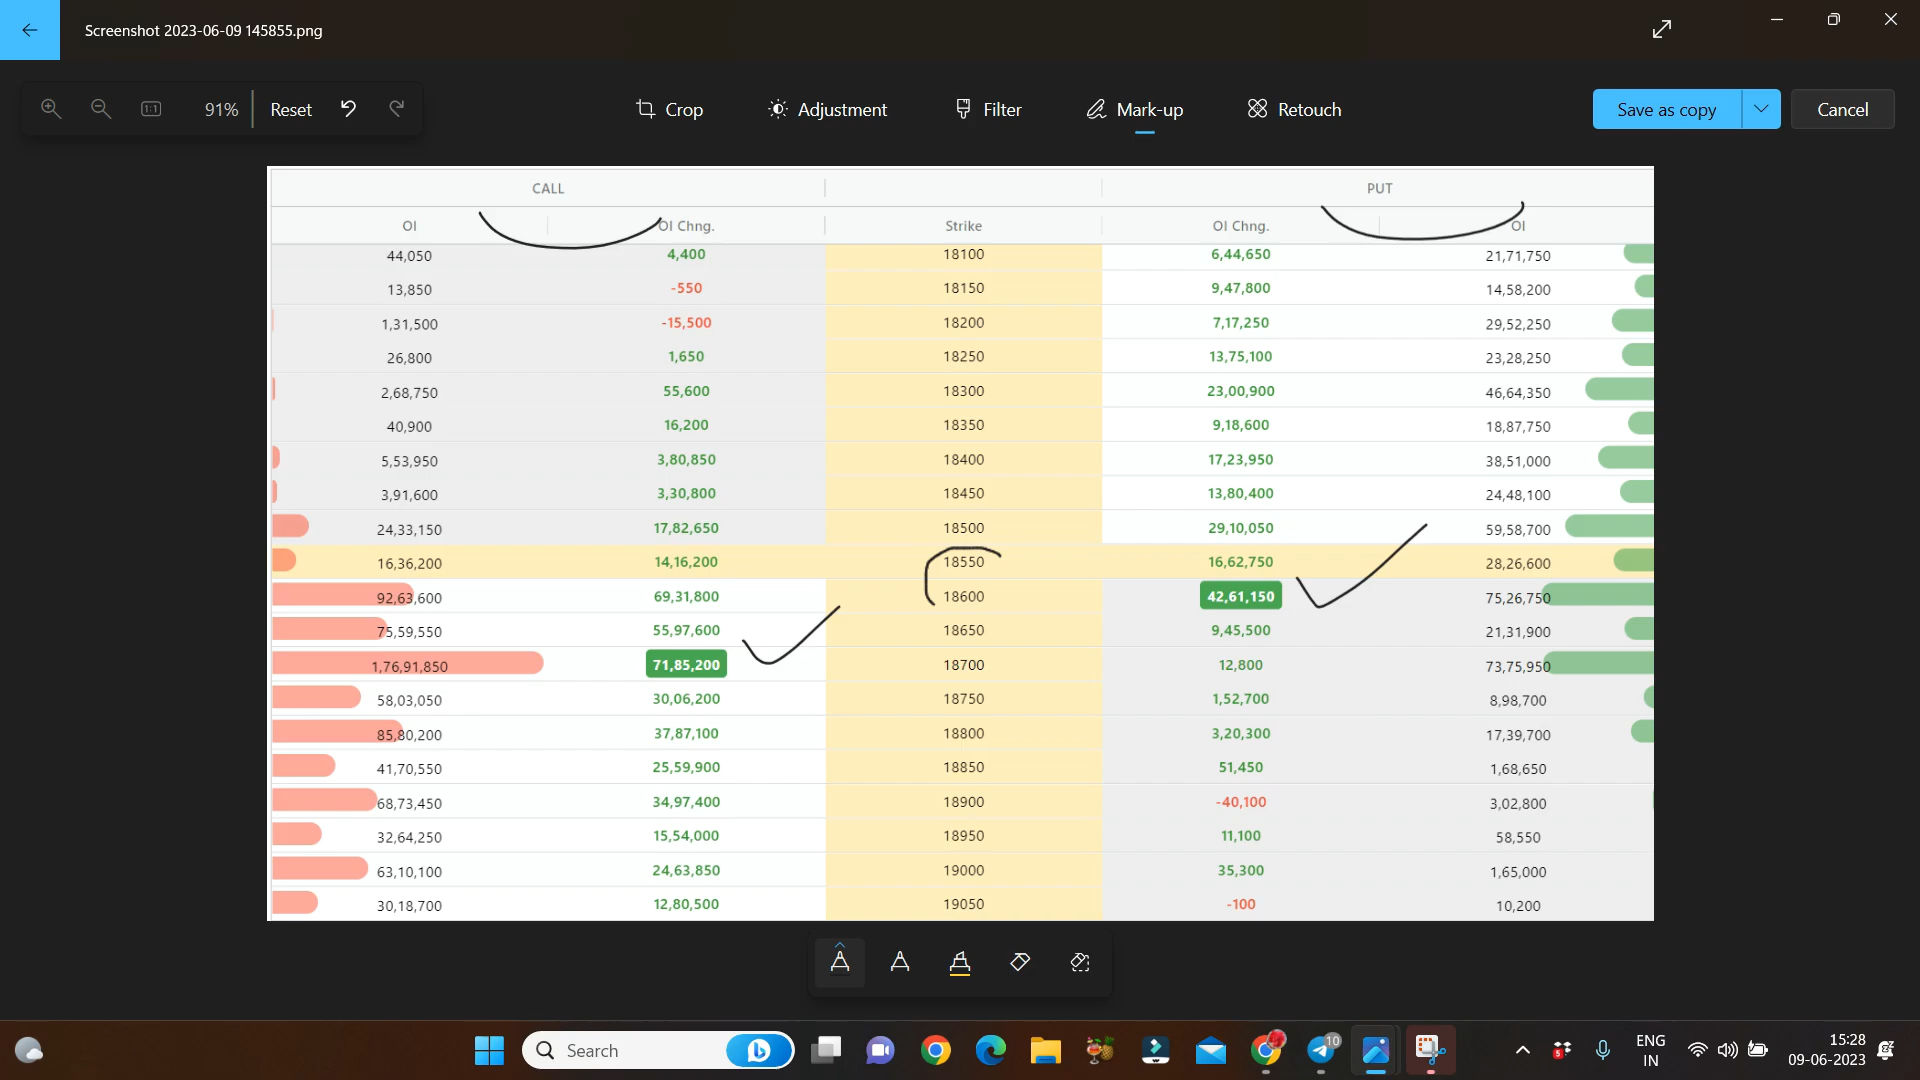 Screenshot 2023-06-09 145855.png
91% Reset Crop Adjustment Filter Mark-up Retouch Save as copy Cancel
CALL PUT
OI OI Chng. Strike OI Chng. OI
44,050 4,400 18100 6,44,650 21,71,750
13,850 -550 18150 9,47,800 14,58,200
1,31,500 -15,500 18200 7,17,250 29,52,250
26,800 1,650 18250 13,75,100 23,28,250
2,68,750 55,600 18300 23,00,900 46,64,350
40,900 16,200 18350 9,18,600 18,87,750
5,53,950 3,80,850 18400 17,23,950 38,51,000
3,91,600 3,30,800 18450 13,80,400 24,48,100
24,33,150 17,82,650 18500 29,10,050 59,58,700
16,36,200 14,16,200 18550 16,62,750 28,26,600
92,63,600 69,31,800 18600 42,61,150 75,26,750
75,59,550 55,97,600 18650 9,45,500 21,31,900
1,76,91,850 71,85,200 18700 12,800 73,75,950
58,03,050 30,06,200 18750 1,52,700 8,98,700
85,80,200 37,87,100 18800 3,20,300 17,39,700
41,70,550 25,59,900 18850 51,450 1,68,650
68,73,450 34,97,400 18900 -40,100 3,02,800
32,64,250 15,54,000 18950 11,100 58,550
63,10,100 24,63,850 19000 35,300 1,65,000
30,18,700 12,80,500 19050 -100 10,200
Search 10 ENG 15:28
IN 09-06-2023